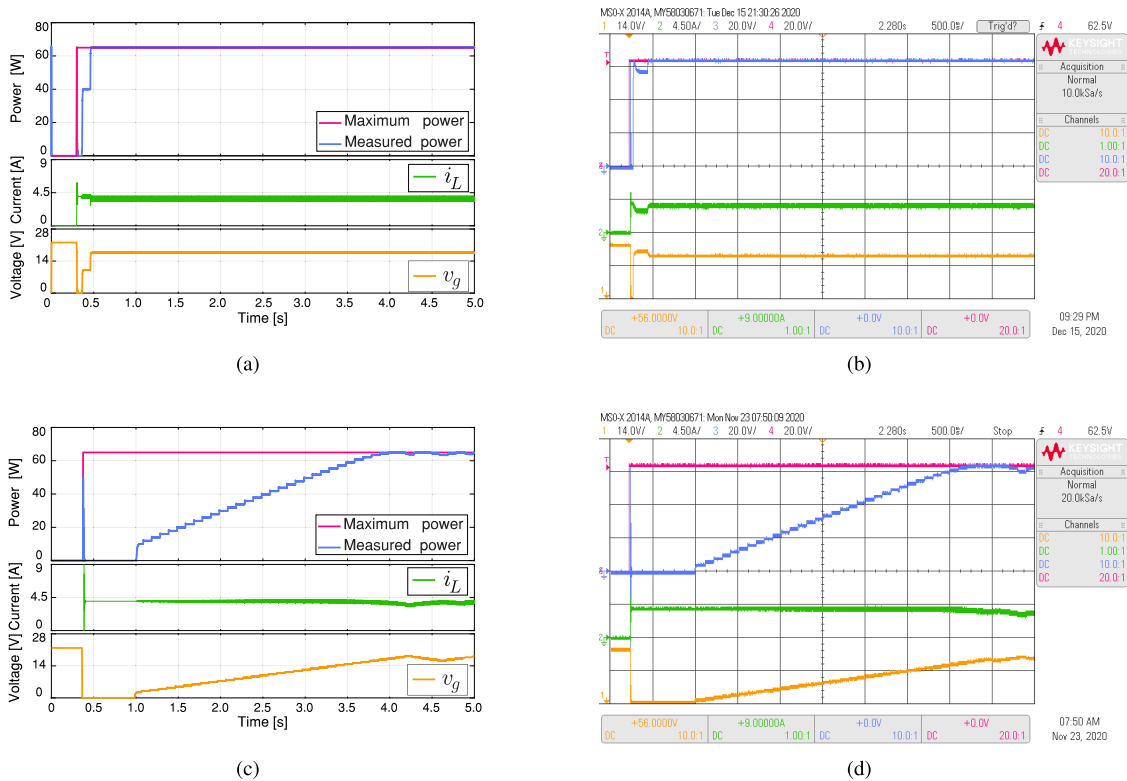 80
60
40
20
0
Power [W]
Maximum power
Measured power
9
4.5
0
Current [A]
i_L
28
14
0
Voltage [V]
v_g
0 0.5 1.0 1.5 2.0 2.5 3.0 3.5 4.0 4.5 5.0
Time [s]
(a)
MSO-X 2014A, MY58030671: Tue Dec 15 21:30:26 2020
1 14.0V/ 2 4.50A/ 3 20.0V/ 4 20.0V/ 2.280s 500.0ms/ Trig'd? 4 62.5V
KEYSIGHT
TECHNOLOGIES
Acquisition
Normal
10.0kSa/s
Channels
DC 10.0:1
DC 1.00:1
DC 10.0:1
DC 20.0:1
+56.0000V +9.00000A +0.0V +0.0V
DC 10.0:1 DC 1.00:1 DC 10.0:1 DC 20.0:1
09:29 PM
Dec 15, 2020
(b)
80
60
40
20
0
Power [W]
Maximum power
Measured power
9
4.5
0
Current [A]
i_L
28
14
0
Voltage [V]
v_g
0 0.5 1.0 1.5 2.0 2.5 3.0 3.5 4.0 4.5 5.0
Time [s]
(c)
MSO-X 2014A, MY58030671: Mon Nov 23 07:50:09 2020
1 14.0V/ 2 4.50A/ 3 20.0V/ 4 20.0V/ 2.280s 500.0ms/ Stop 4 62.5V
KEYSIGHT
TECHNOLOGIES
Acquisition
Normal
20.0kSa/s
Channels
DC 10.0:1
DC 1.00:1
DC 10.0:1
DC 20.0:1
+56.0000V +9.00000A +0.0V +0.0V
DC 10.0:1 DC 1.00:1 DC 10.0:1 DC 20.0:1
07:50 AM
Nov 23, 2020
(d)